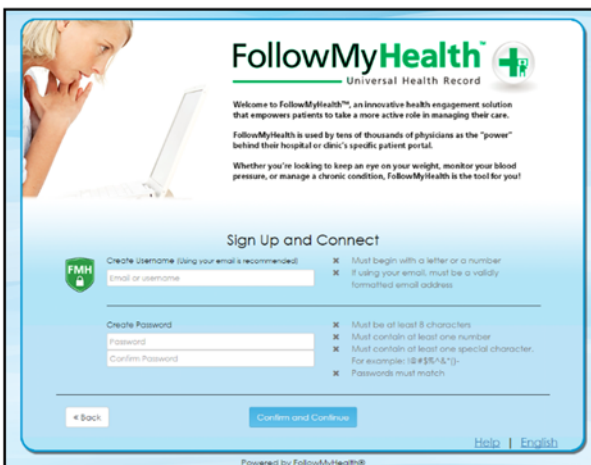 FollowMyHealth™
Universal Health Record
Welcome to FollowMyHealth™, an innovative health engagement solution
that empowers patients to take a more active role in managing their care.
FollowMyHealth is used by tens of thousands of physicians as the "power"
behind their hospital or clinic's specific patient portal.
Whether you're looking to keep an eye on your weight, monitor your blood
pressure, or manage a chronic condition, FollowMyHealth is the tool for you!
Sign Up and Connect
FMH
Create Username (Using your email is recommended)
Email or username
✖ Must begin with a letter or a number
✖ If using your email, must be a validly
formatted email address
Create Password
Password
Confirm Password
✖ Must be at least 8 characters
✖ Must contain at least one number
✖ Must contain at least one special character.
For example: !@#$%^&*()-
✖ Passwords must match
< Back
Confirm and Continue
Help | English
Powered by FollowMyHealth®